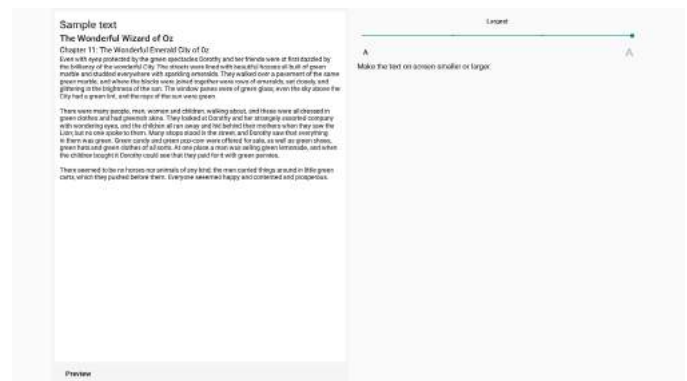 Sample text
The Wonderful Wizard of Oz
Chapter 11: The Wonderful Emerald City of Oz
Even with eyes protected by the green spectacles Dorothy and her friends were at first dazzled by
the brilliancy of the wonderful City. The streets were lined with beautiful houses all built of green
marble and studded everywhere with sparkling emeralds. They walked over a pavement of the same
green marble, and where the blocks were joined together were rows of emeralds, set closely, and
glittering in the brightness of the sun. The window panes were of green glass; even the sky above the
City had a green tint, and the rays of the sun were green.
There were many people, men, women and children, walking about, and these were all dressed in
green clothes and had greenish skins. They looked at Dorothy and her strangely assorted company
with wondering eyes, and the children all ran away and hid behind their mothers when they saw the
Lion; but no one spoke to them. Many shops stood in the street, and Dorothy saw that everything
in them was green. Green candy and green pop-corn were offered for sale, as well as green shoes,
green hats and green clothes of all sorts. At one place a man was selling green lemonade, and when
the children bought it Dorothy could see that they paid for it with green pennies.
There seemed to be no horses nor animals of any kind; the men carried things around in little green
carts, which they pushed before them. Everyone seemed happy and contented and prosperous.
Preview
Largest
A
A
Make the text on screen smaller or larger.